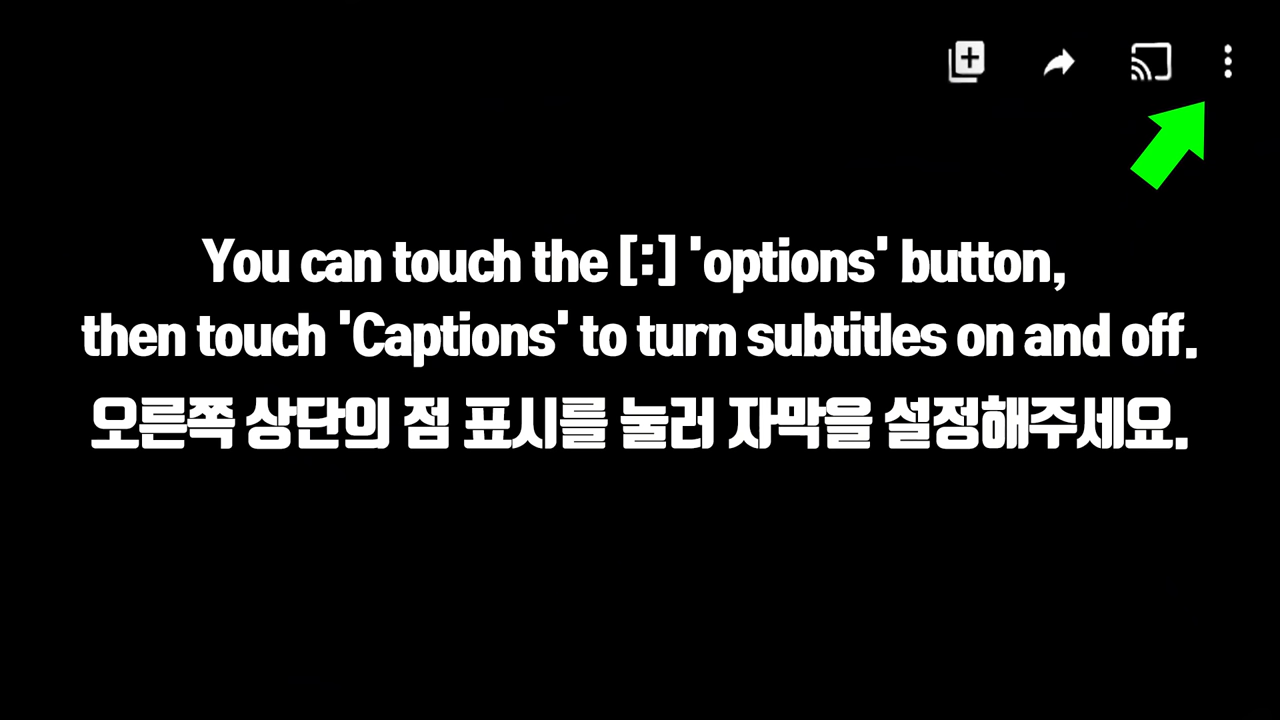 You can touch the [:] 'options' button,
then touch 'Captions' to turn subtitles on and off.
오른쪽 상단의 점 표시를 눌러 자막을 설정해주세요.